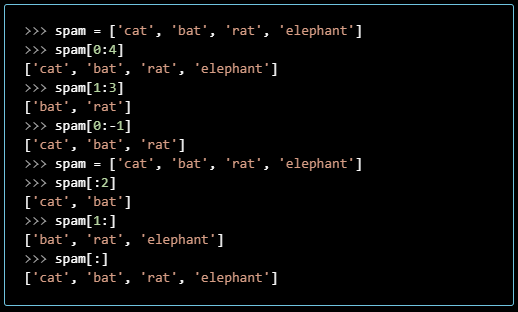 >>> spam = ['cat', 'bat', 'rat', 'elephant']
>>> spam[0:4]
['cat', 'bat', 'rat', 'elephant']
>>> spam[1:3]
['bat', 'rat']
>>> spam[0:-1]
['cat', 'bat', 'rat']
>>> spam = ['cat', 'bat', 'rat', 'elephant']
>>> spam[:2]
['cat', 'bat']
>>> spam[1:]
['bat', 'rat', 'elephant']
>>> spam[:]
['cat', 'bat', 'rat', 'elephant']